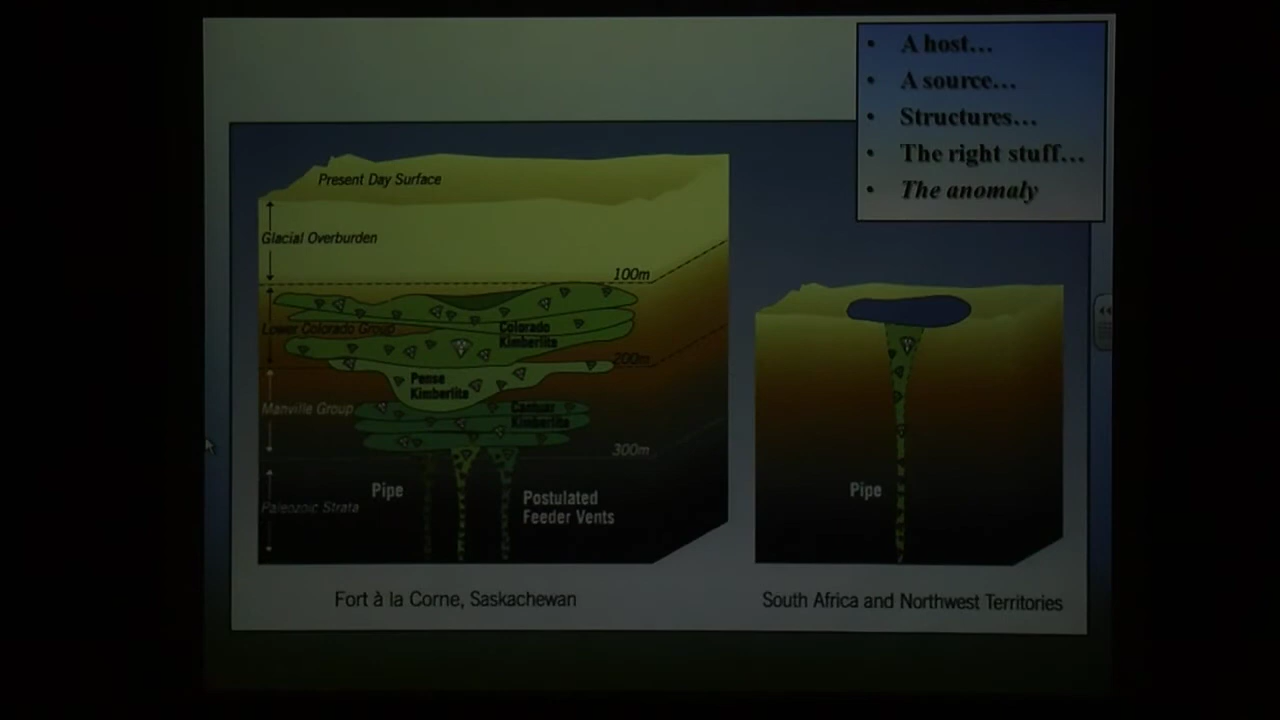 • A host…
• A source…
• Structures…
• The right stuff…
• The anomaly
Present Day Surface
Glacial Overburden
100m
Lower Colorado Group
Colorado
Kimberlite
200m
Pense
Kimberlite
Manville Group
Cantuar
Kimberlite
300m
Pipe
Postulated
Feeder Vents
Paleozoic Strata
Pipe
Fort à la Corne, Saskachewan
South Africa and Northwest Territories